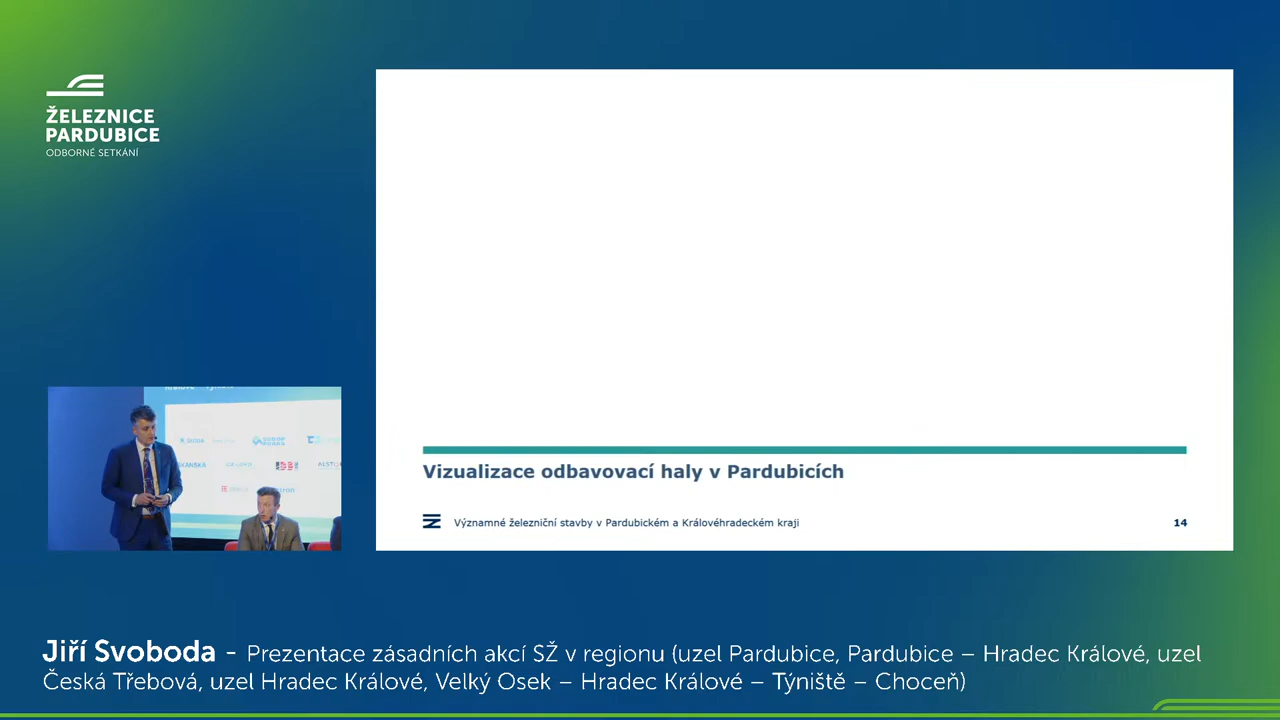 ŽELEZNICE
PARDUBICE
ODBORNÉ SETKÁNÍ
Vizualizace odbavovací haly v Pardubicích
Významné železniční stavby v Pardubickém a Královéhradeckém kraji
14
Jiří Svoboda - Prezentace zásadních akcí SŽ v regionu (uzel Pardubice, Pardubice – Hradec Králové, uzel
Česká Třebová, uzel Hradec Králové, Velký Osek – Hradec Králové – Týniště – Choceň)